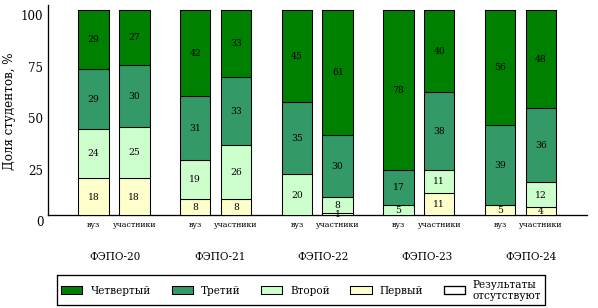 100
75
50
25
0
Доля студентов, %
29 27 42 33 45 61 78 40 56 48
29 30 31 33 35 30 17 38 39 36
24 25 19 26 20 8 5 11 5 12
18 18 8 8 1 11 4
вуз участники вуз участники вуз участники вуз участники вуз участники
ФЭПО-20 ФЭПО-21 ФЭПО-22 ФЭПО-23 ФЭПО-24
Четвертый Третий Второй Первый Результаты
отсутствуют